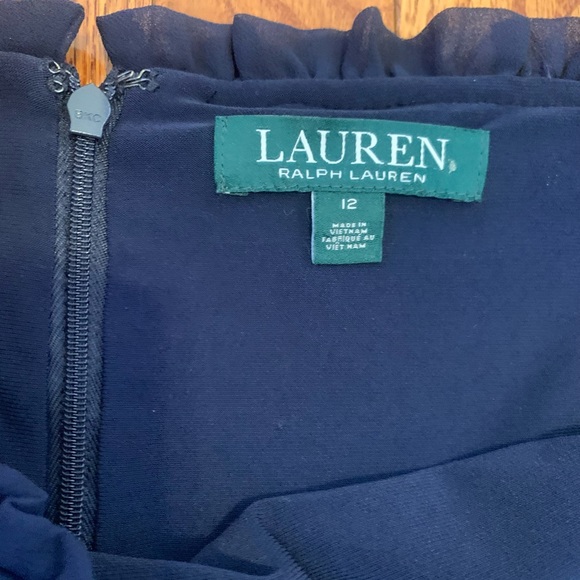 LAUREN
RALPH LAUREN
12
MADE IN
VIETNAM
FABRIQUÉ AU
VIET NAM